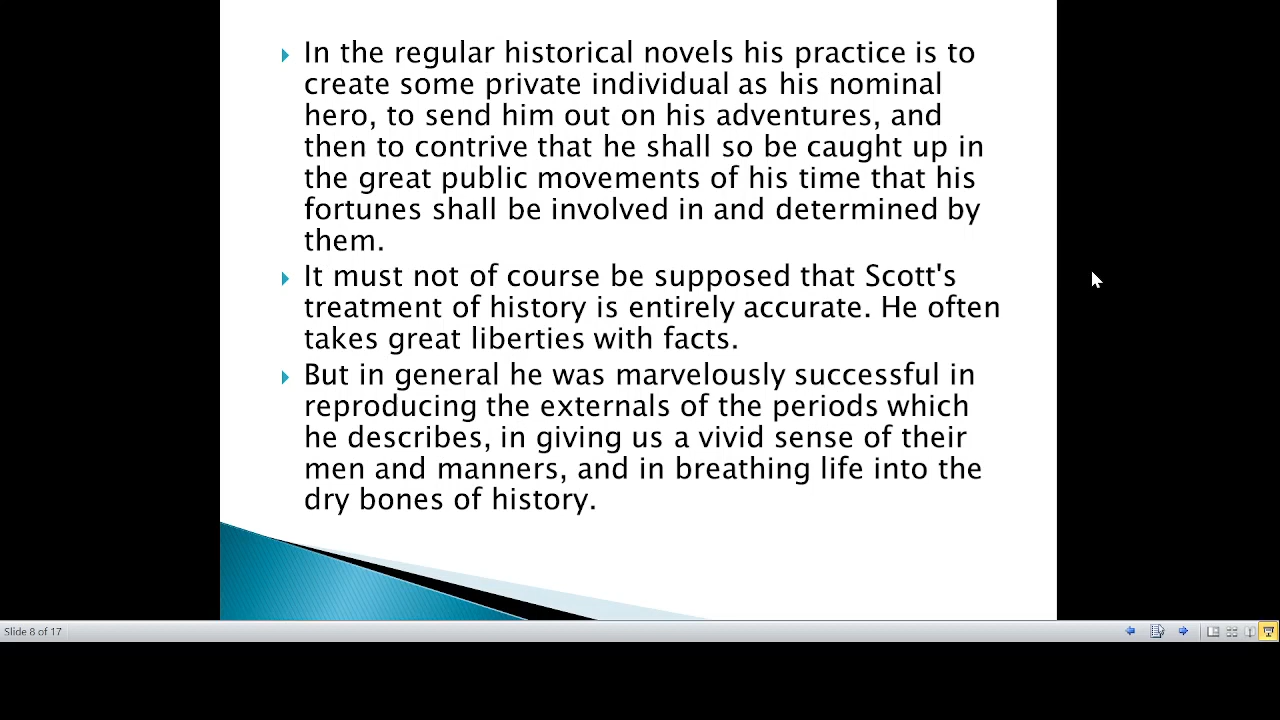 In the regular historical novels his practice is to
create some private individual as his nominal
hero, to send him out on his adventures, and
then to contrive that he shall so be caught up in
the great public movements of his time that his
fortunes shall be involved in and determined by
them.
It must not of course be supposed that Scott's
treatment of history is entirely accurate. He often
takes great liberties with facts.
But in general he was marvelously successful in
reproducing the externals of the periods which
he describes, in giving us a vivid sense of their
men and manners, and in breathing life into the
dry bones of history.
Slide 8 of 17